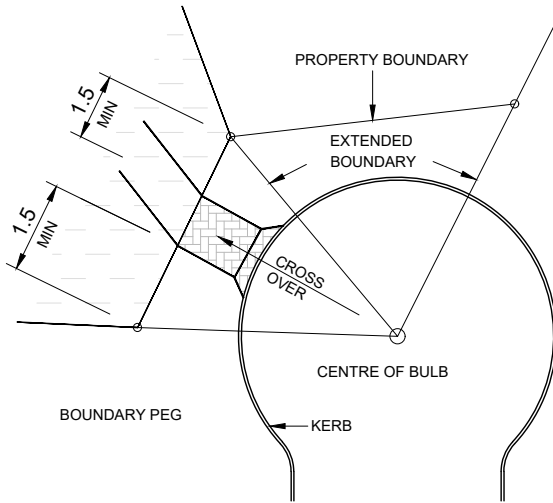 PROPERTY BOUNDARY
1.5
MIN
EXTENDED
BOUNDARY
1.5
MIN
CROSS
OVER
CENTRE OF BULB
BOUNDARY PEG
KERB